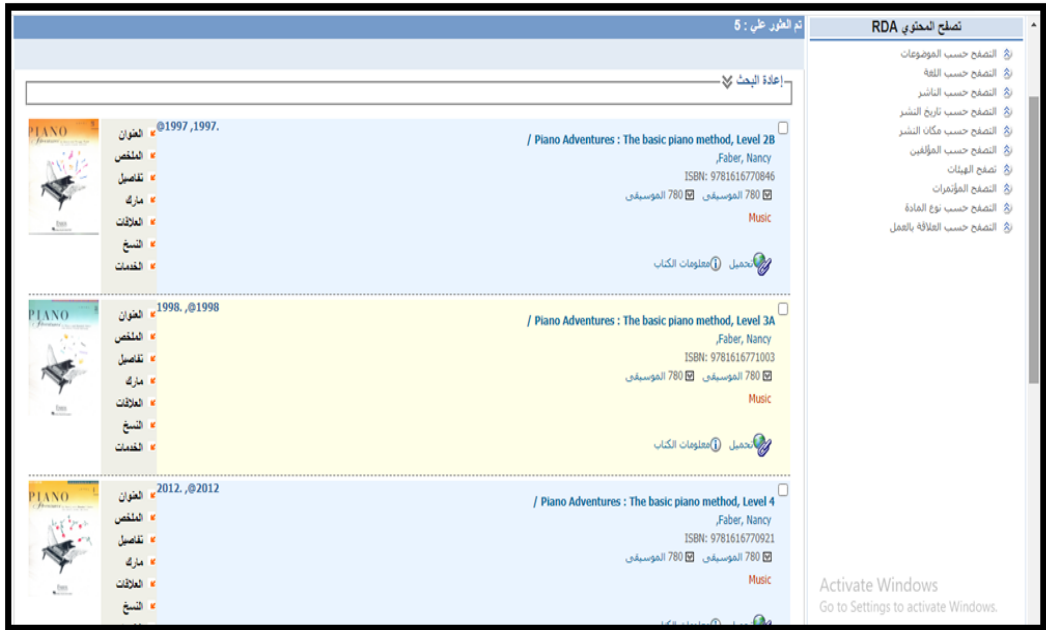 تصفح المحتوي RDA
التصفح حسب الموضوعات
التصفح حسب اللغة
التصفح حسب الناشر
التصفح حسب تاريخ النشر
التصفح حسب مكان النشر
التصفح حسب المؤلفين
تصفح الهيئات
التصفح المؤتمرات
التصفح حسب نوع المادة
التصفح حسب العلاقة بالعمل
تم العثور علي : 5
إعادة البحث
Piano Adventures : The basic piano method, Level 2B /
Faber, Nancy,
ISBN: 9781616770846
780 الموسيقى 780 الموسيقى
Music
تحميل معلومات الكتاب
@1997 ,1997.
العنوان
الملخص
تفاصيل
مارك
العلاقات
النسخ
الخدمات
PIANO
Adventures
Piano Adventures : The basic piano method, Level 3A /
Faber, Nancy,
ISBN: 9781616771003
780 الموسيقى 780 الموسيقى
Music
تحميل معلومات الكتاب
1998. ,@1998
العنوان
الملخص
تفاصيل
مارك
العلاقات
النسخ
الخدمات
PIANO
Adventures
Piano Adventures : The basic piano method, Level 4 /
Faber, Nancy,
ISBN: 9781616770921
780 الموسيقى 780 الموسيقى
Music
2012. ,@2012
العنوان
الملخص
تفاصيل
مارك
العلاقات
النسخ
PIANO
Adventures
Activate Windows
Go to Settings to activate Windows.